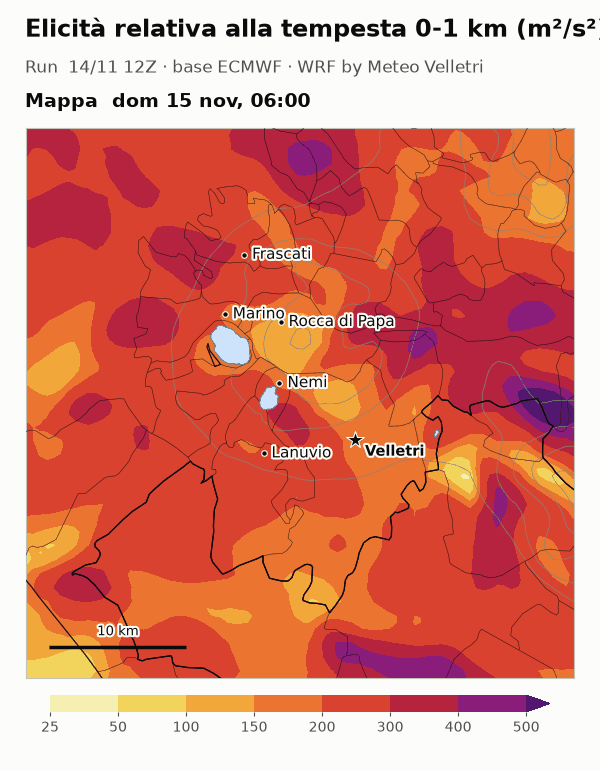 Elicità relativa alla tempesta 0-1 km (m²/s²)
Run 14/11 12Z · base ECMWF · WRF by Meteo Velletri
Mappa dom 15 nov, 06:00
Frascati
Marino
Rocca di Papa
Nemi
Velletri
Lanuvio
10 km
25 50 100 150 200 300 400 500